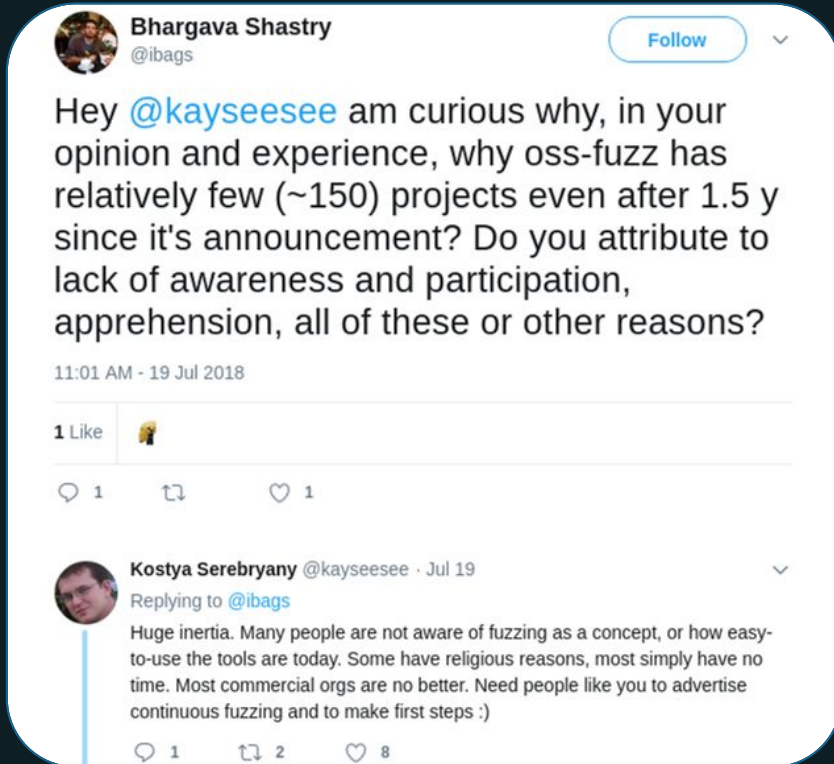 Bhargava Shastry
@ibags
Follow
Hey @kayseesee am curious why, in your
opinion and experience, why oss-fuzz has
relatively few (~150) projects even after 1.5 y
since it's announcement? Do you attribute to
lack of awareness and participation,
apprehension, all of these or other reasons?
11:01 AM - 19 Jul 2018
1 Like
1 1
Kostya Serebryany @kayseesee · Jul 19
Replying to @ibags
Huge inertia. Many people are not aware of fuzzing as a concept, or how easy-
to-use the tools are today. Some have religious reasons, most simply have no
time. Most commercial orgs are no better. Need people like you to advertise
continuous fuzzing and to make first steps :)
1 2 8